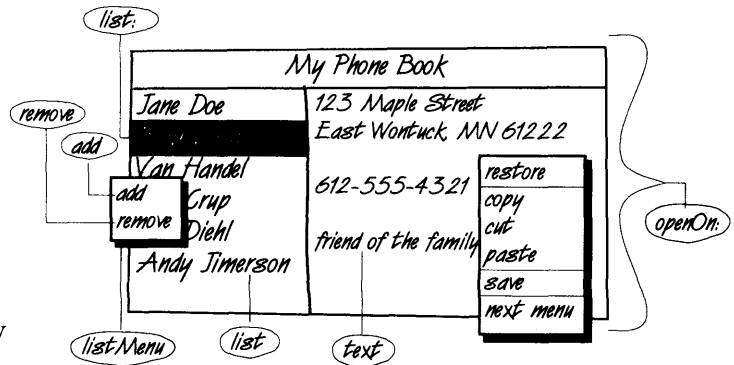 list:
My Phone Book
remove
add
Jane Doe
Van Handel
Crup
Diehl
Andy Jimerson
add
remove
123 Maple Street
East Wontuck, MN 61222
612-555-4321
friend of the family
restore
copy
cut
paste
save
next menu
openOn:
listMenu
list
text